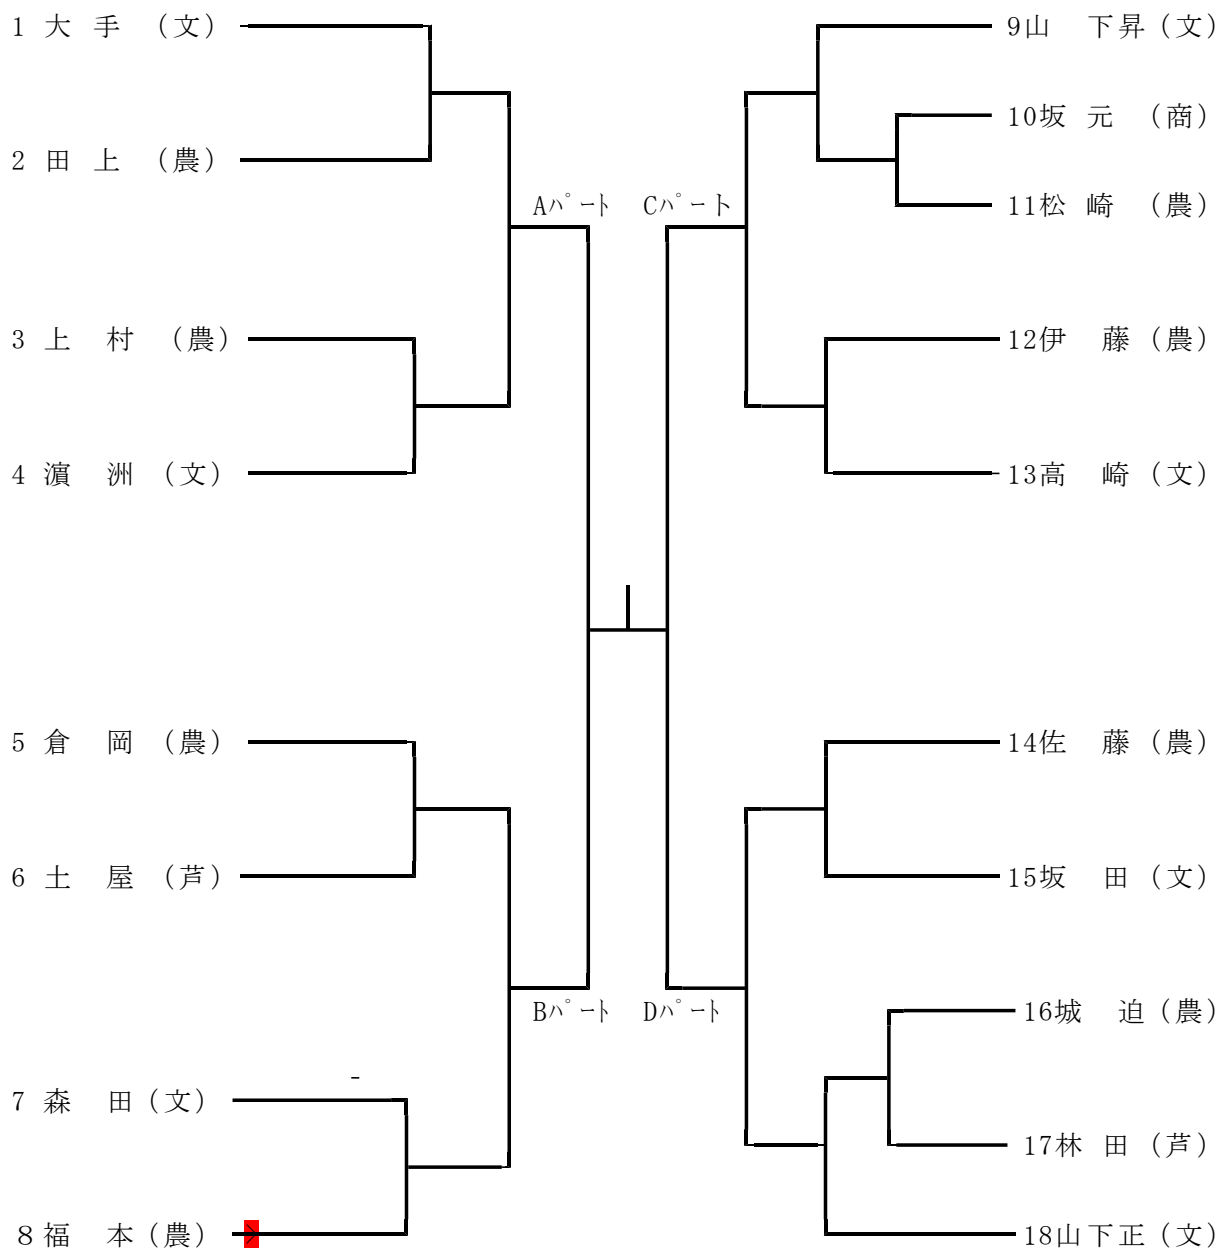 1 大 手 （文）
2 田 上 （農）
3 上 村 （農）
4 濵 洲 （文）
5 倉 岡 （農）
6 土 屋 （芦）
7 森 田（文）
8 福 本（農）
Aﾊﾟｰﾄ
Bﾊﾟｰﾄ
Cﾊﾟｰﾄ
Dﾊﾟｰﾄ
9山 下昇（文）
10坂 元 （商）
11松 崎 （農）
12伊 藤（農）
13高 崎（文）
14佐 藤（農）
15坂 田（文）
16城 迫（農）
17林 田（芦）
18山下正（文）